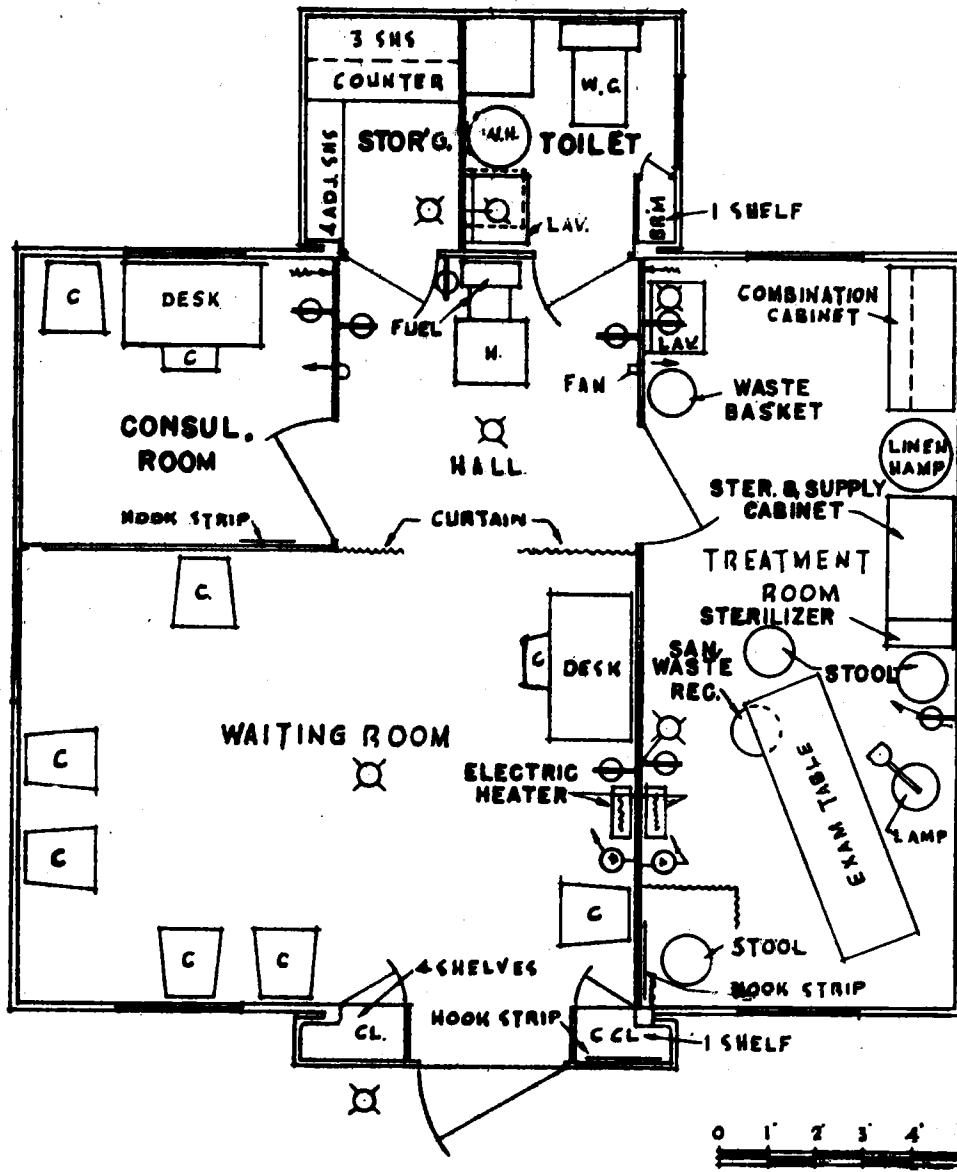 3 SHS
COUNTER
4 ADJ. SHS
STOR'G.
W.C.
W.H.
TOILET
LAV.
BRM
1 SHELF
C
DESK
C
FUEL
H.
LAV.
COMBINATION
CABINET
FAN
WASTE
BASKET
CONSUL.
ROOM
HALL
LINEN
HAMP
HOOK STRIP
CURTAIN
STER. & SUPPLY
CABINET
TREATMENT
ROOM
STERILIZER
C.
C
DESK
SAN.
WASTE
REC.
STOOL
WAITING ROOM
C
ELECTRIC
HEATER
EXAM TABLE
LAMP
C
C
C
C
STOOL
4 SHELVES
HOOK STRIP
HOOK STRIP
CL.
C CL
1 SHELF
0 1' 2' 3' 4'